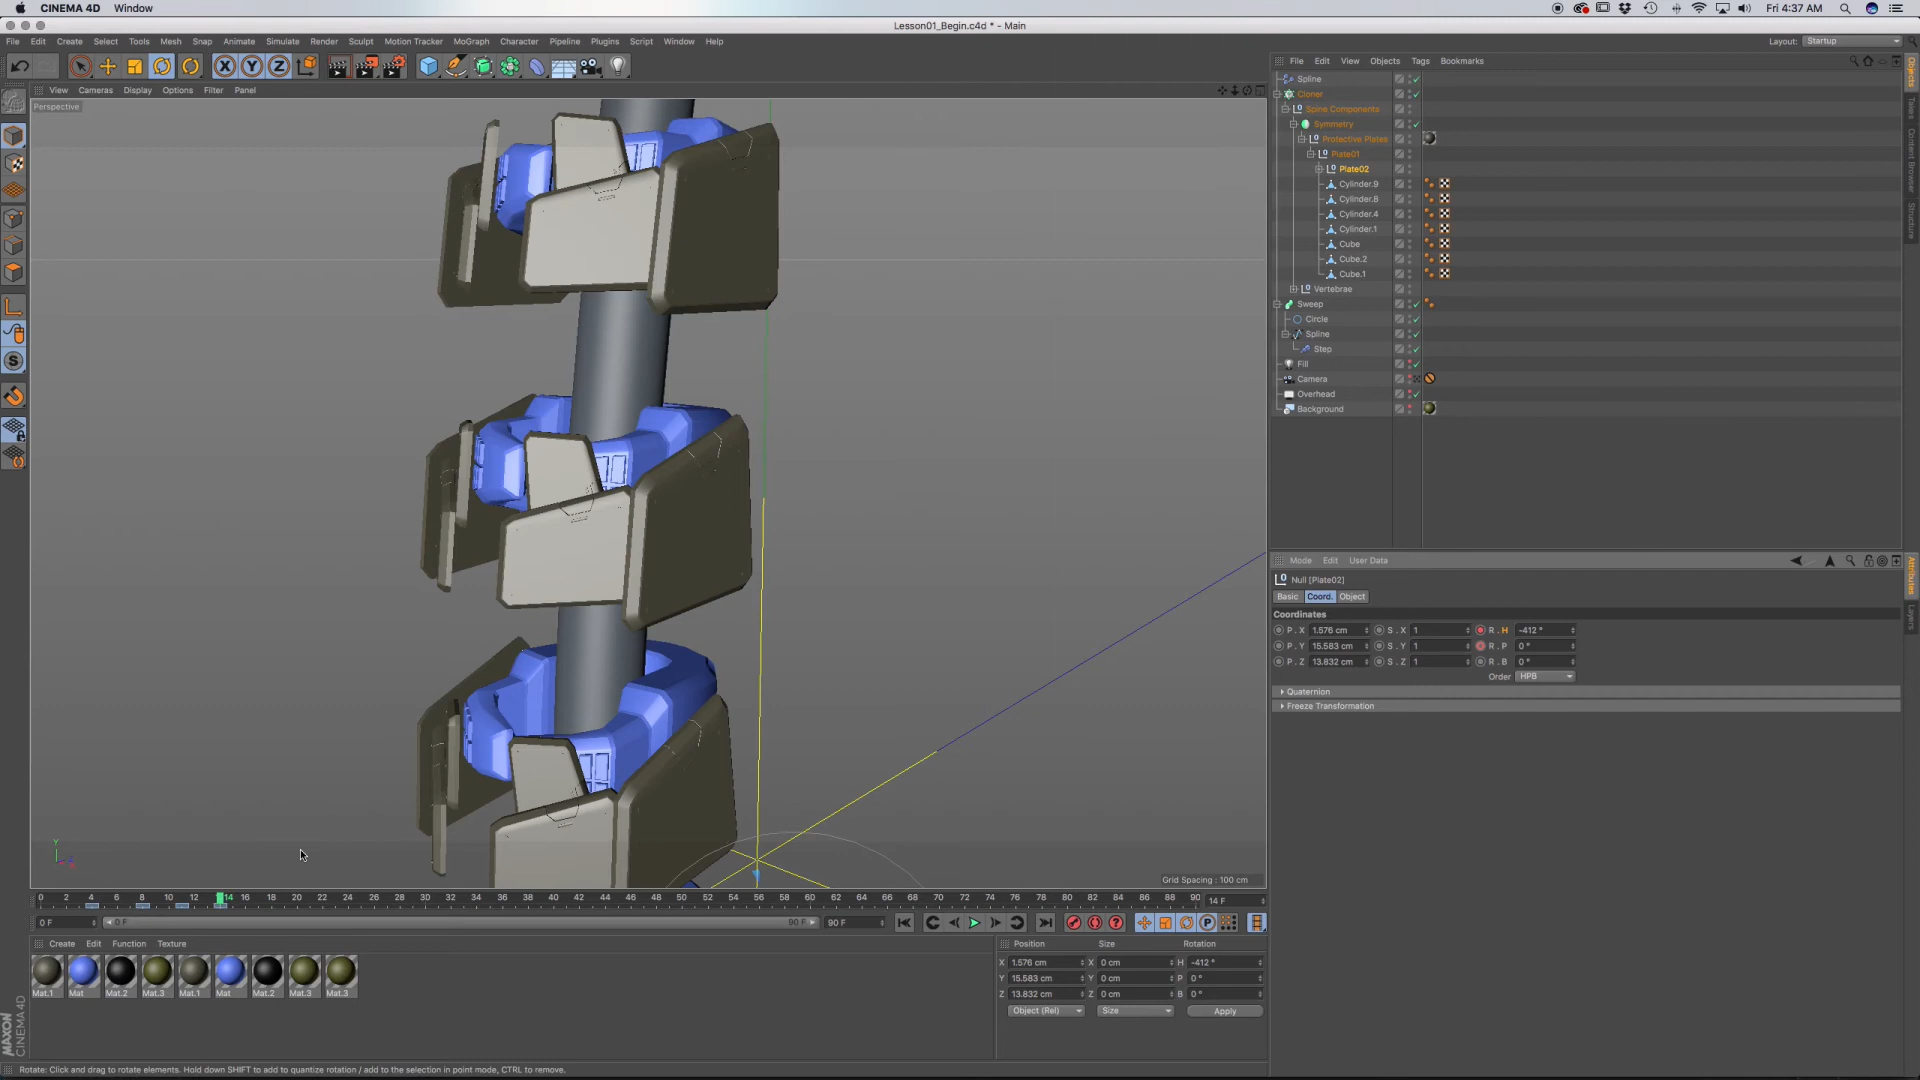 CINEMA 4D Window Fri 4:37 AM
Lesson01_Begin.c4d * - Main
File Edit Create Select Tools Mesh Snap Animate Simulate Render Sculpt Motion Tracker MoGraph Character Pipeline Plugins Script Window Help Layout: Startup
X Y Z
File Edit View Objects Tags Bookmarks
View Cameras Display Options Filter Panel
Perspective
Spline
Cloner
Spine Components
Symmetry
Protective Plates
Plate01
Plate02
Cylinder.9
Cylinder.8
Cylinder.4
Cylinder.1
Cube
Cube.2
Cube.1
Vertebrae
Sweep
Circle
Spline
Step
Fill
Camera
Overhead
Background
Objects
Takes
Content Browser
Structure
Mode Edit User Data
Null [Plate02]
Basic Coord. Object
Coordinates
P . X 1.576 cm S . X 1 R . H -412 °
P . Y 15.583 cm S . Y 1 R . P 0 °
P . Z 13.832 cm S . Z 1 R . B 0 °
Order HPB
Quaternion
Freeze Transformation
Attributes
Layers
Y
Grid Spacing : 100 cm
0 2 4 6 8 10 12 14 16 18 20 22 24 26 28 30 32 34 36 38 40 42 44 46 48 50 52 54 56 58 60 62 64 66 68 70 72 74 76 78 80 82 84 86 88 90 14 F
0 F 0 F 90 F 90 F
Create Edit Function Texture
Mat.1 Mat Mat.2 Mat.3 Mat.1 Mat Mat.2 Mat.3 Mat.3
Position Size Rotation
X 1.576 cm X 0 cm H -412 °
Y 15.583 cm Y 0 cm P 0 °
Z 13.832 cm Z 0 cm B 0 °
Object (Rel) Size Apply
MAXON CINEMA 4D
Rotate: Click and drag to rotate elements. Hold down SHIFT to add to quantize rotation / add to the selection in point mode, CTRL to remove.